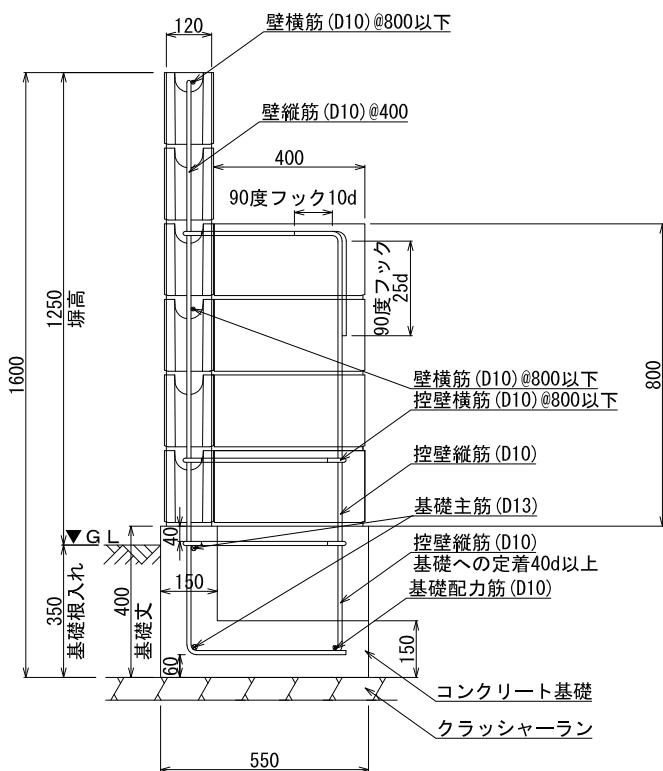 120
壁横筋(D10)@800以下
壁縦筋(D10)@400
400
90度フック10d
90度フック
25d
1250
塀高
1600
800
壁横筋(D10)@800以下
控壁横筋(D10)@800以下
控壁縦筋(D10)
基礎主筋(D13)
▼GL
40
控壁縦筋(D10)
基礎への定着40d以上
基礎配力筋(D10)
150
350
基礎根入れ
400
基礎丈
60
150
コンクリート基礎
クラッシャーラン
550